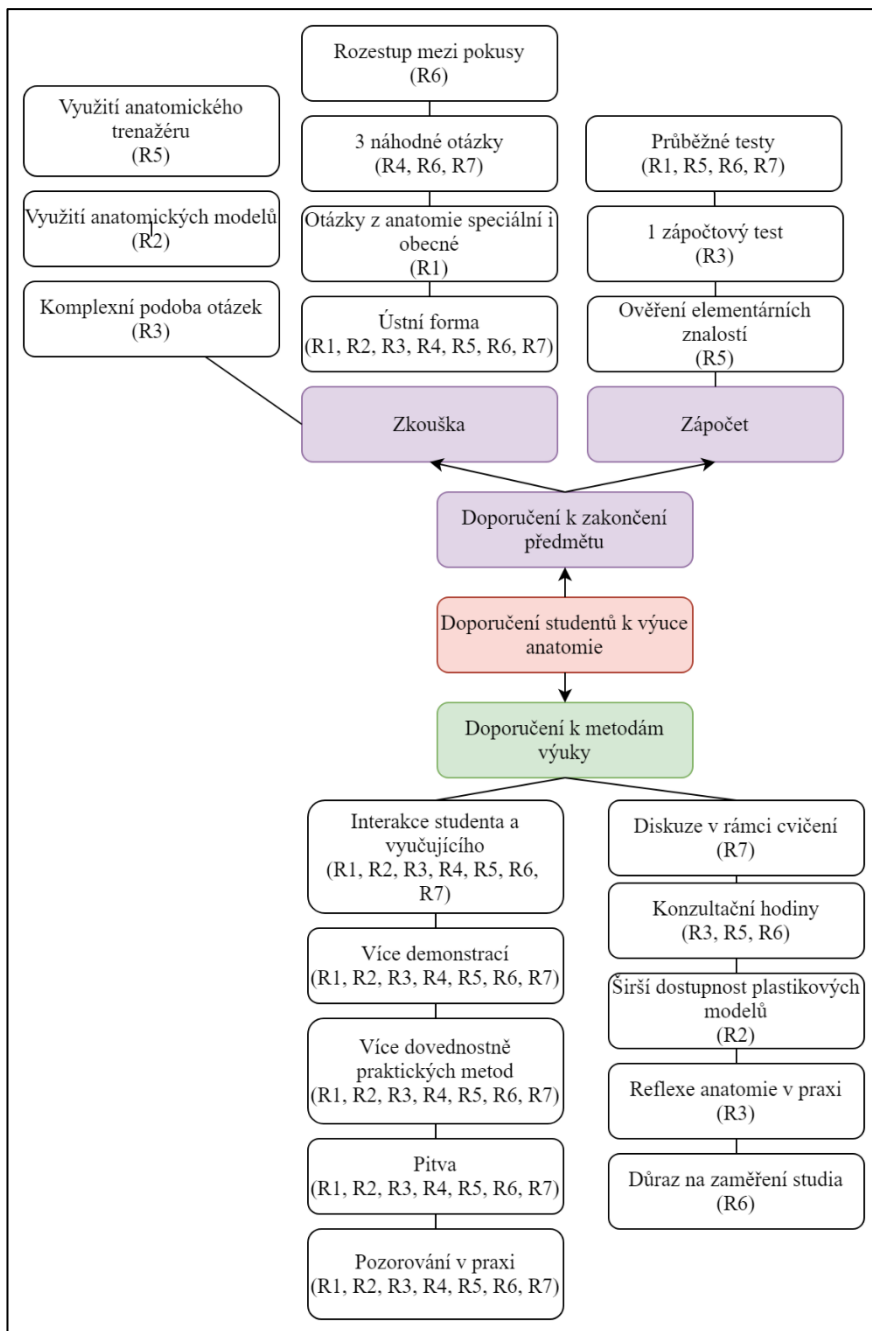 Rozestup mezi pokusy
(R6)
Využití anatomického
trenažéru
(R5)
3 náhodné otázky
(R4, R6, R7)
Průběžné testy
(R1, R5, R6, R7)
Využití anatomických modelů
(R2)
Otázky z anatomie speciální i
obecné
(R1)
1 zápočtový test
(R3)
Komplexní podoba otázek
(R3)
Ústní forma
(R1, R2, R3, R4, R5, R6, R7)
Ověření elementárních
znalostí
(R5)
Zkouška
Zápočet
Doporučení k zakončení
předmětu
Doporučení studentů k výuce
anatomie
Doporučení k metodám
výuky
Interakce studenta a
vyučujícího
(R1, R2, R3, R4, R5, R6,
R7)
Více demonstrací
(R1, R2, R3, R4, R5, R6, R7)
Více dovednostně
praktických metod
(R1, R2, R3, R4, R5, R6, R7)
Pitva
(R1, R2, R3, R4, R5, R6, R7)
Pozorování v praxi
(R1, R2, R3, R4, R5, R6, R7)
Diskuze v rámci cvičení
(R7)
Konzultační hodiny
(R3, R5, R6)
Širší dostupnost plastikových
modelů
(R2)
Reflexe anatomie v praxi
(R3)
Důraz na zaměření studia
(R6)